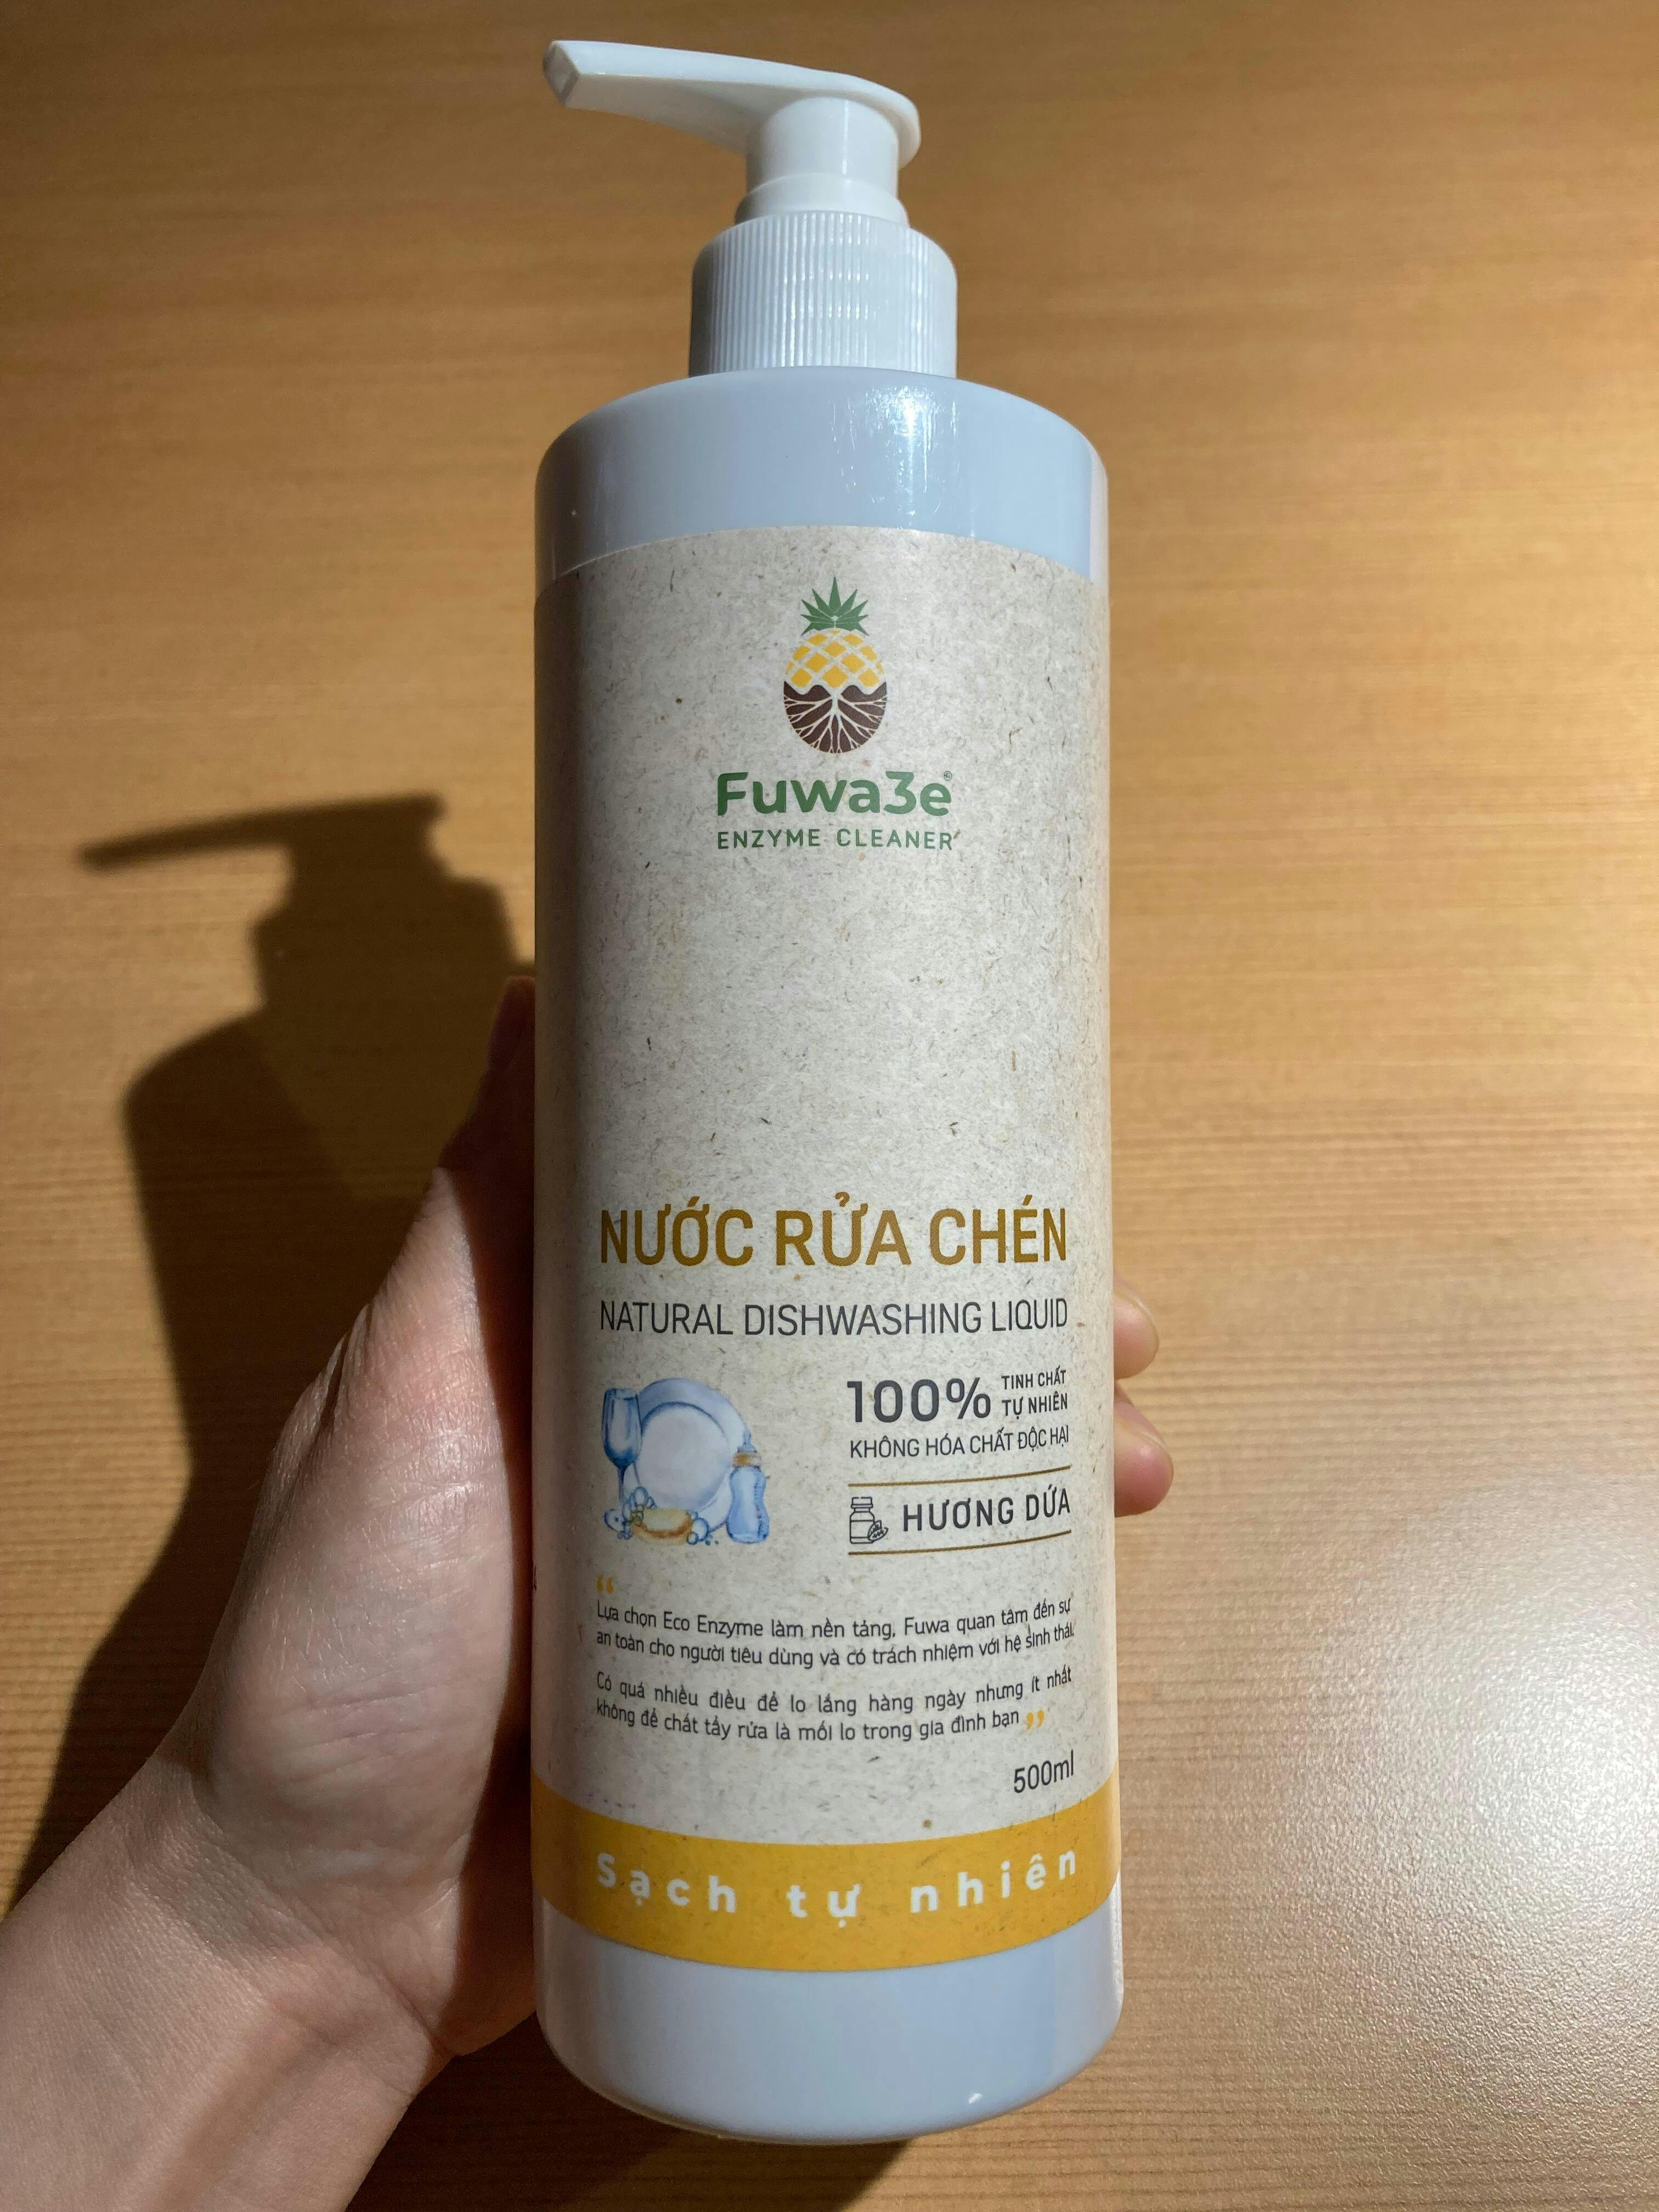 Fuwa3e
ENZYME CLEANER
NƯỚC RỬA CHÉN
NATURAL DISHWASHING LIQUID
100% TINH CHẤT
TỰ NHIÊN
KHÔNG HÓA CHẤT ĐỘC HẠI
HƯƠNG DỨA
“
Lựa chọn Eco Enzyme làm nền tảng, Fuwa quan tâm đến sự
an toàn cho người tiêu dùng và có trách nhiệm với hệ sinh thái.
Có quá nhiều điều để lo lắng hàng ngày nhưng ít nhất
không để chất tẩy rửa là mối lo trong gia đình bạn ”
500ml
Sạch tự nhiên